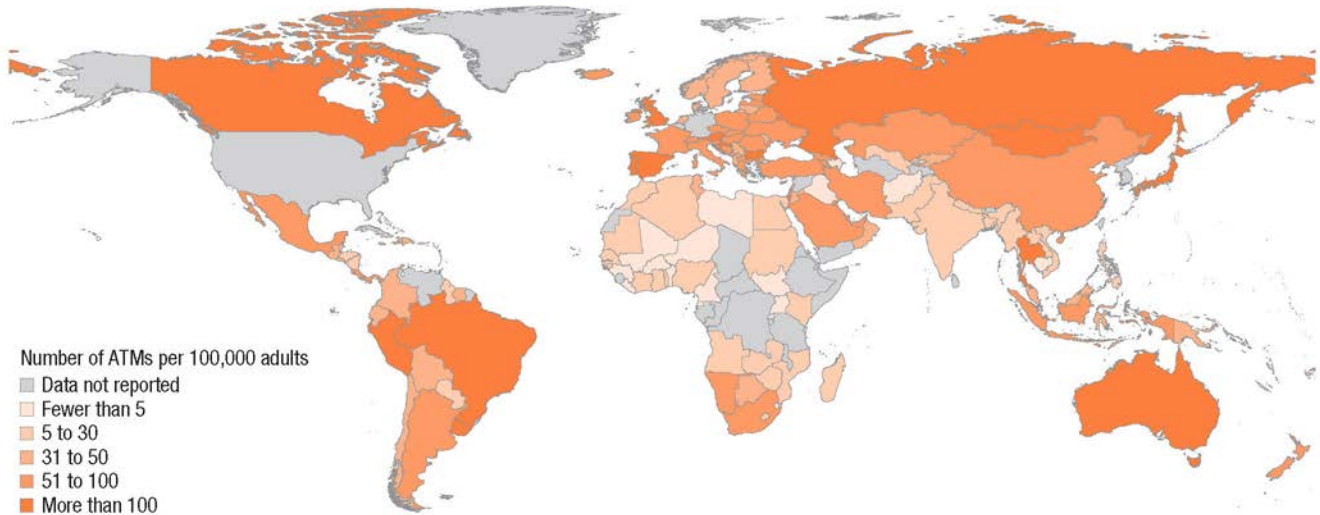 Number of ATMs per 100,000 adults
Data not reported
Fewer than 5
5 to 30
31 to 50
51 to 100
More than 100